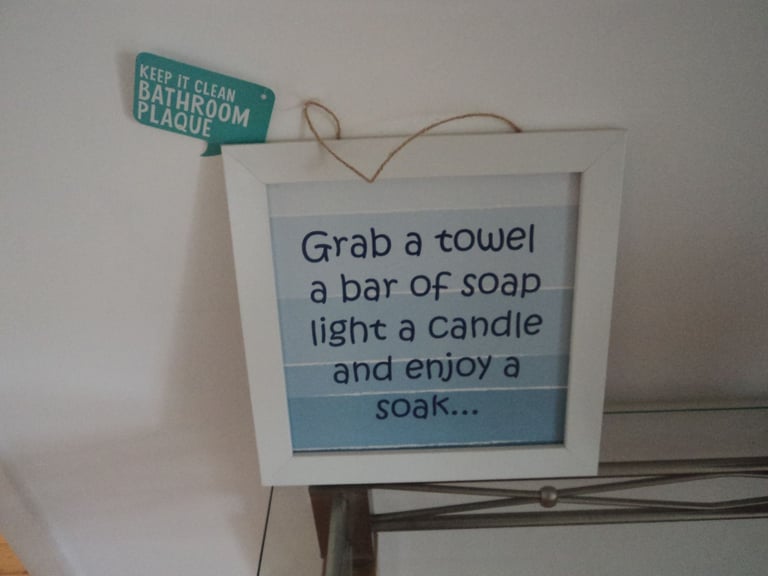 KEEP IT CLEAN
BATHROOM
PLAQUE
Grab a towel
a bar of soap
light a candle
and enjoy a
soak...